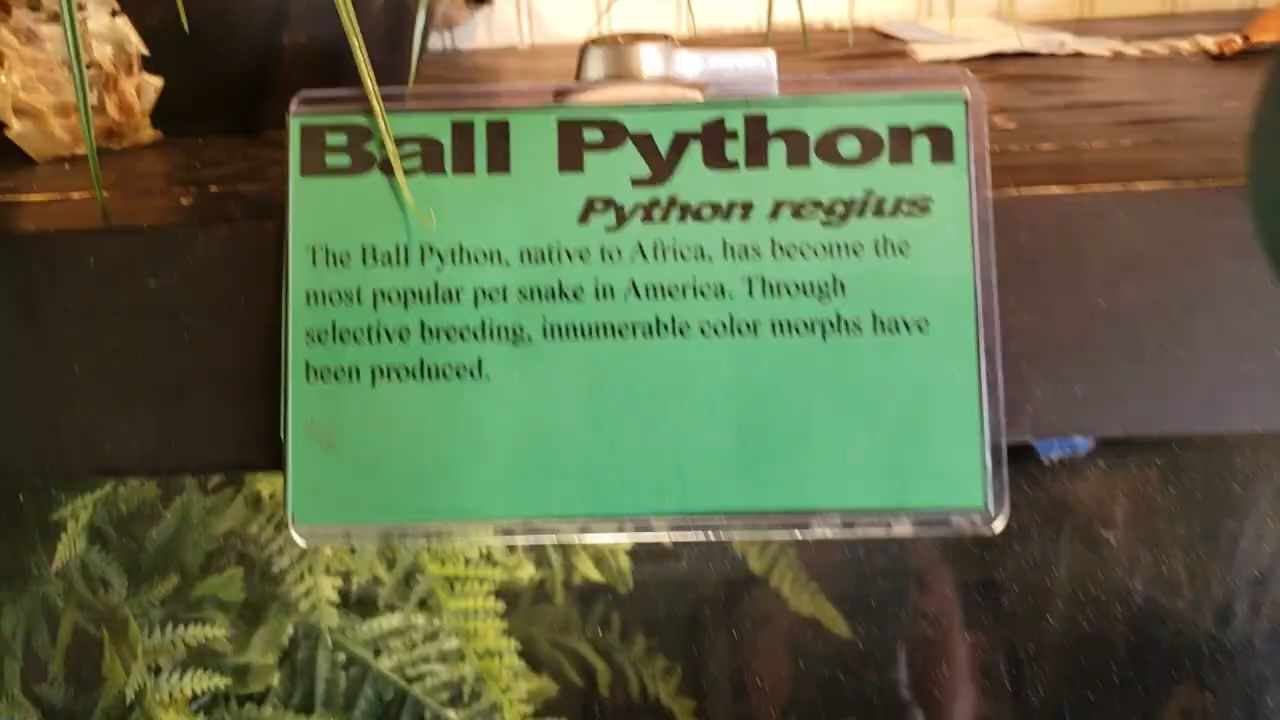 Ball Python
Python regius
The Ball Python, native to Africa, has become the
most popular pet snake in America. Through
selective breeding, innumerable color morphs have
been produced.